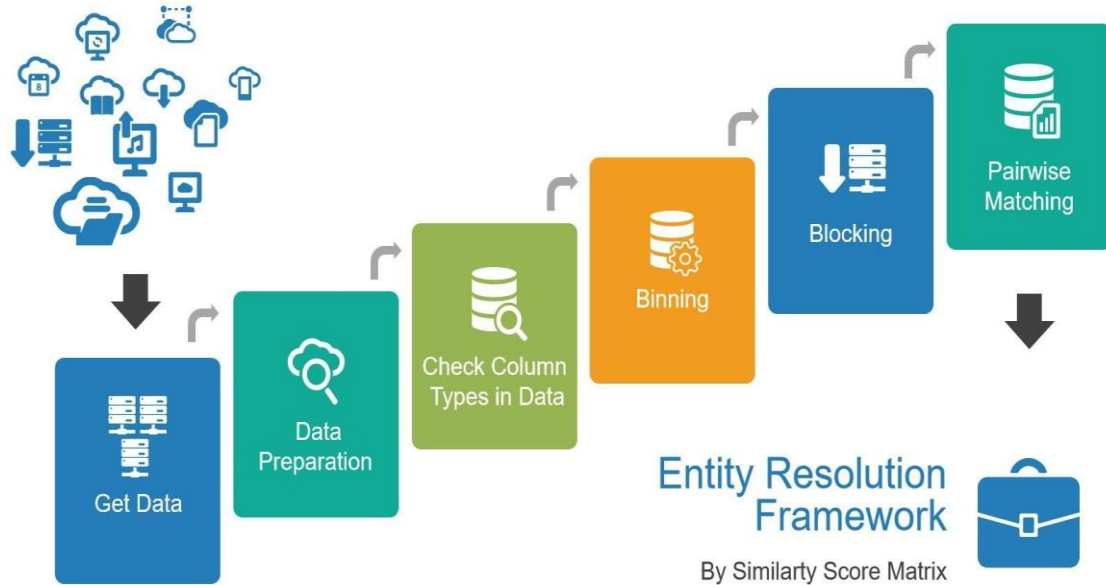 8
Get Data
Data
Preparation
Check Column
Types in Data
Binning
Blocking
Pairwise
Matching
Entity Resolution
Framework
By Similarty Score Matrix